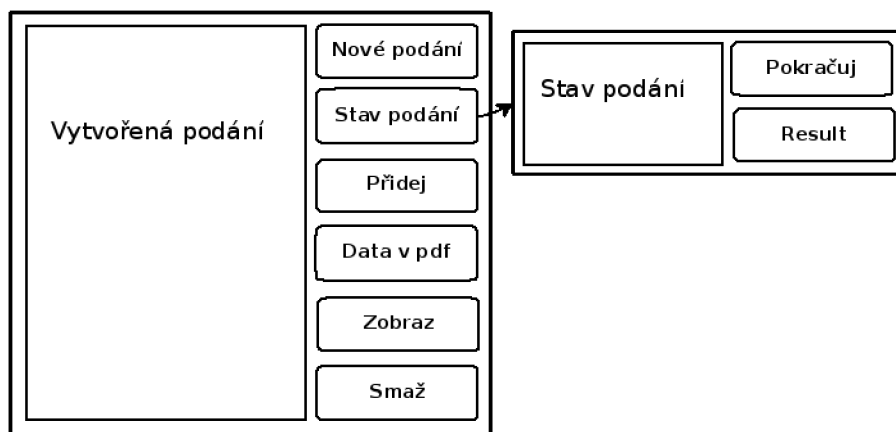 Vytvořená podání
Nové podání
Stav podání
Přidej
Data v pdf
Zobraz
Smaž
Stav podání
Pokračuj
Result